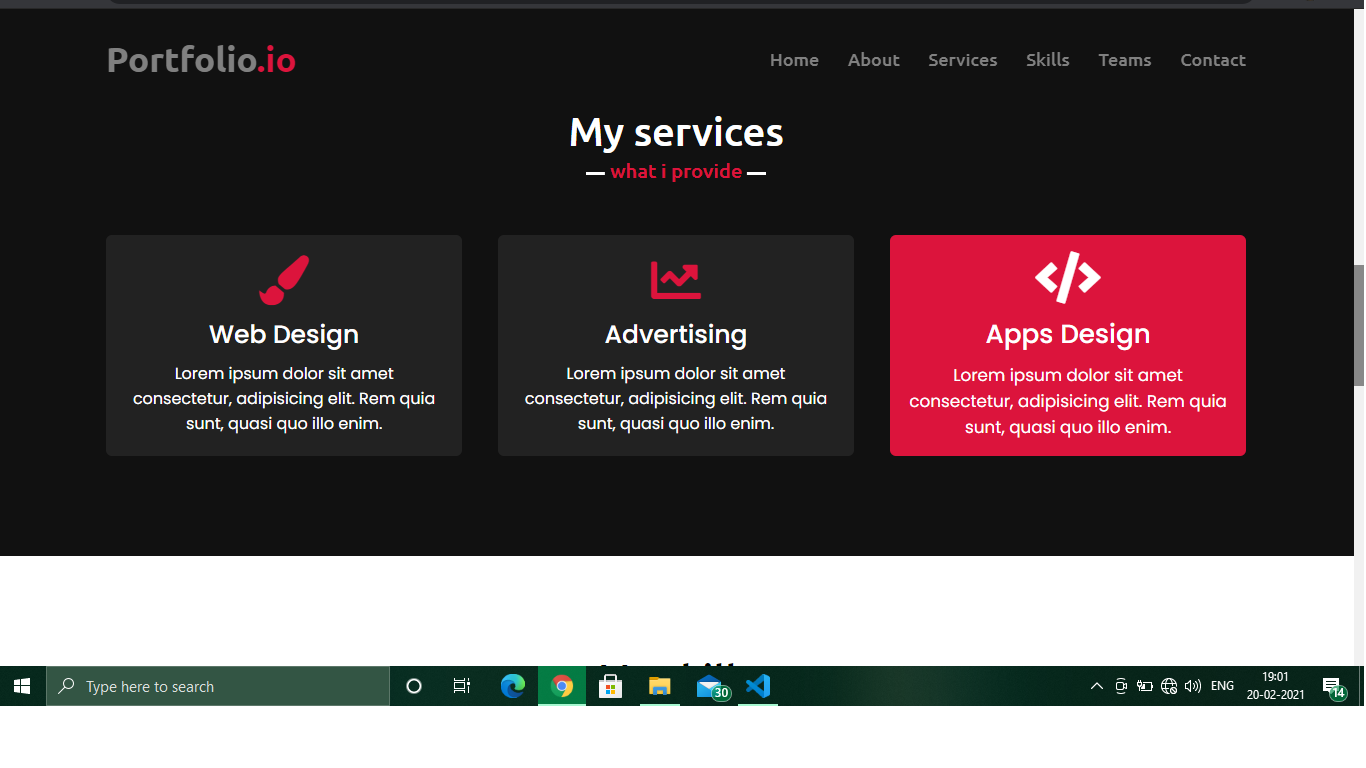 Portfolio.io
Home About Services Skills Teams Contact
My services
what i provide
Web Design
Lorem ipsum dolor sit amet
consectetur, adipisicing elit. Rem quia
sunt, quasi quo illo enim.
Advertising
Lorem ipsum dolor sit amet
consectetur, adipisicing elit. Rem quia
sunt, quasi quo illo enim.
Apps Design
Lorem ipsum dolor sit amet
consectetur, adipisicing elit. Rem quia
sunt, quasi quo illo enim.
Type here to search
30
ENG
19:01
20-02-2021
14